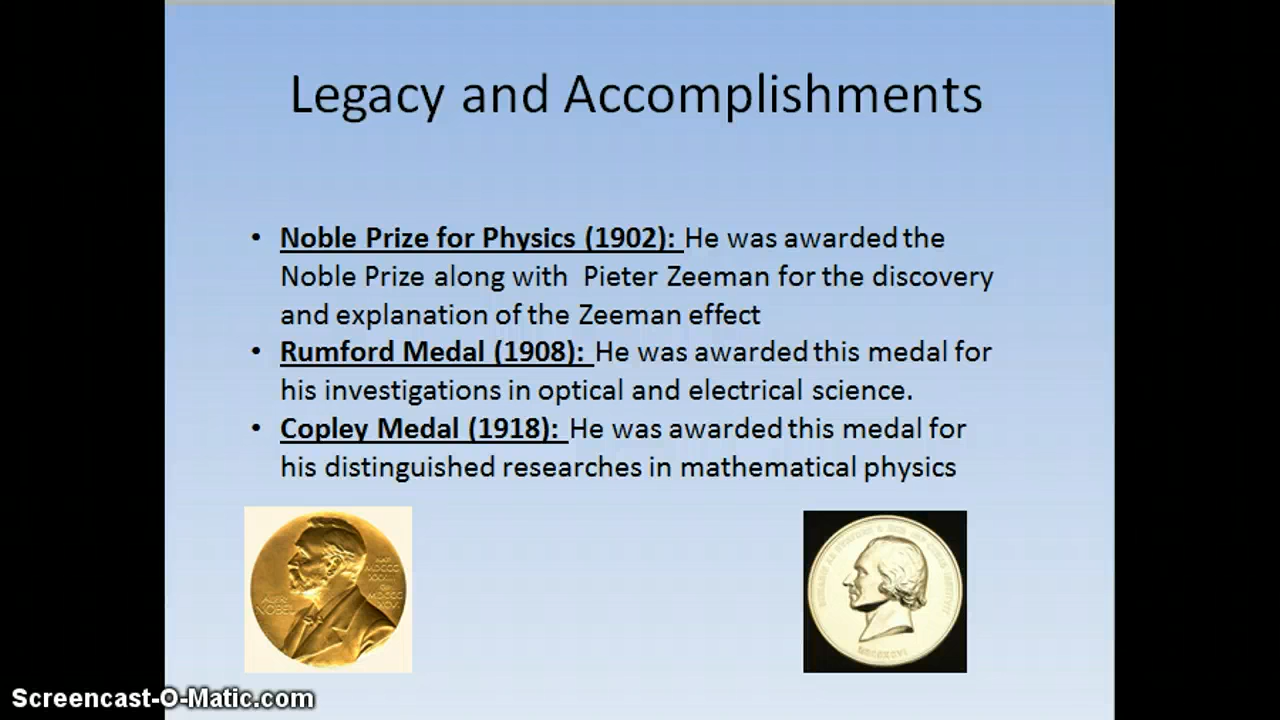 Legacy and Accomplishments
• Noble Prize for Physics (1902): He was awarded the
Noble Prize along with Pieter Zeeman for the discovery
and explanation of the Zeeman effect
• Rumford Medal (1908): He was awarded this medal for
his investigations in optical and electrical science.
• Copley Medal (1918): He was awarded this medal for
his distinguished researches in mathematical physics
NOBEL
Screencast-O-Matic.com